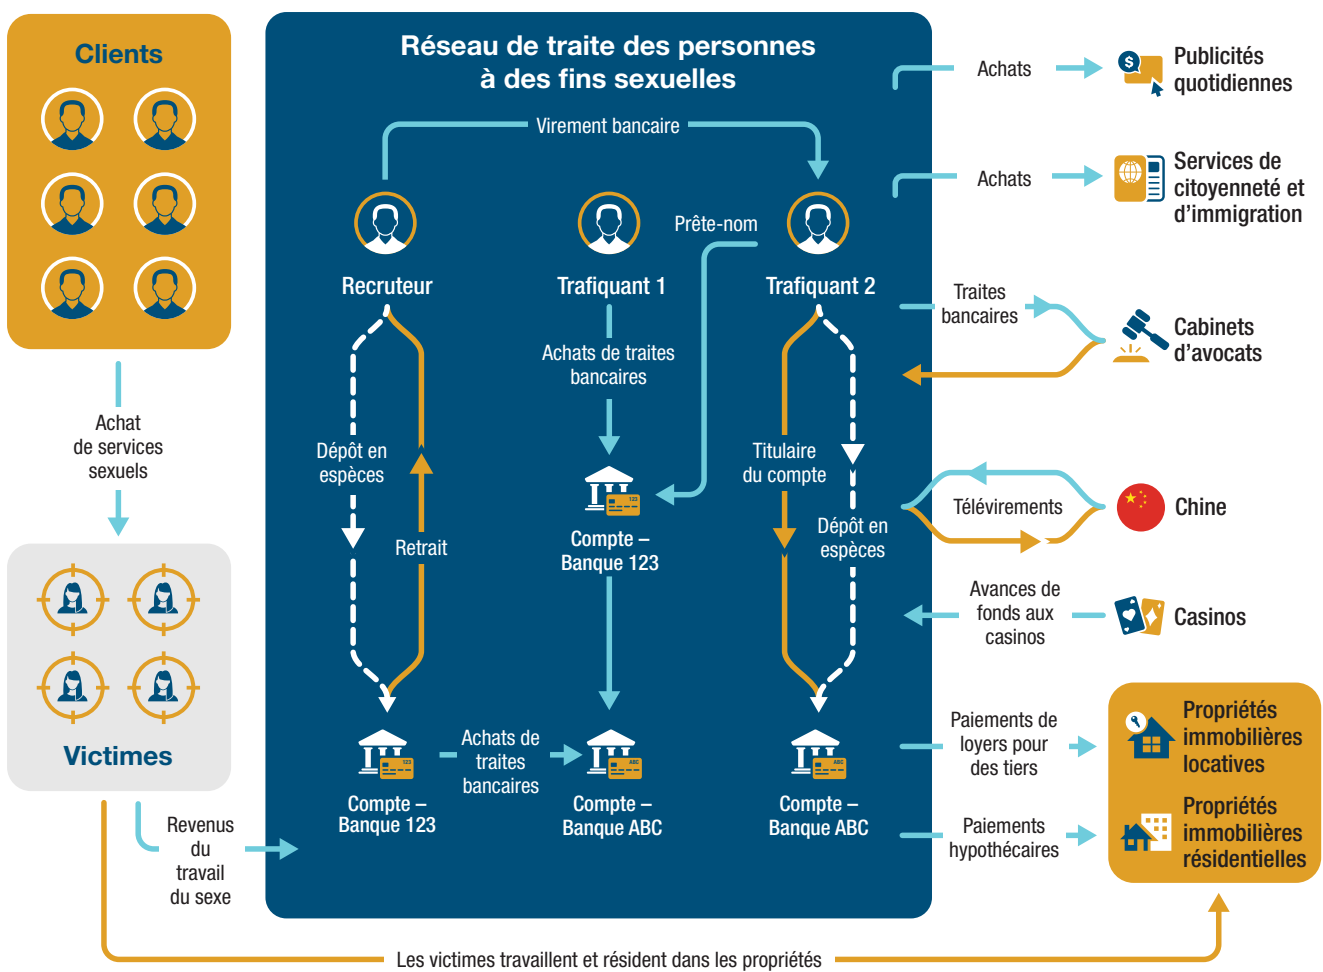 Clients
Achat
de services
sexuels
Victimes
Revenus
du
travail
du sexe
Réseau de traite des personnes
à des fins sexuelles
Virement bancaire
Recruteur
Trafiquant 1
Prête-nom
Trafiquant 2
Achats de traites
bancaires
Dépôt en
espèces
Retrait
123
Compte –
Banque 123
Titulaire
du compte
Dépôt en
espèces
123
Compte –
Banque 123
Achats de
traites
bancaires
ABC
Compte –
Banque ABC
ABC
Compte –
Banque ABC
Achats
$
Publicités
quotidiennes
Achats
Services de
citoyenneté et
d’immigration
Traites
bancaires
Cabinets
d’avocats
Télévirements
Chine
Avances de
fonds aux
casinos
Casinos
Paiements de
loyers pour
des tiers
Propriétés
immobilières
locatives
Paiements
hypothécaires
Propriétés
immobilières
résidentielles
Les victimes travaillent et résident dans les propriétés